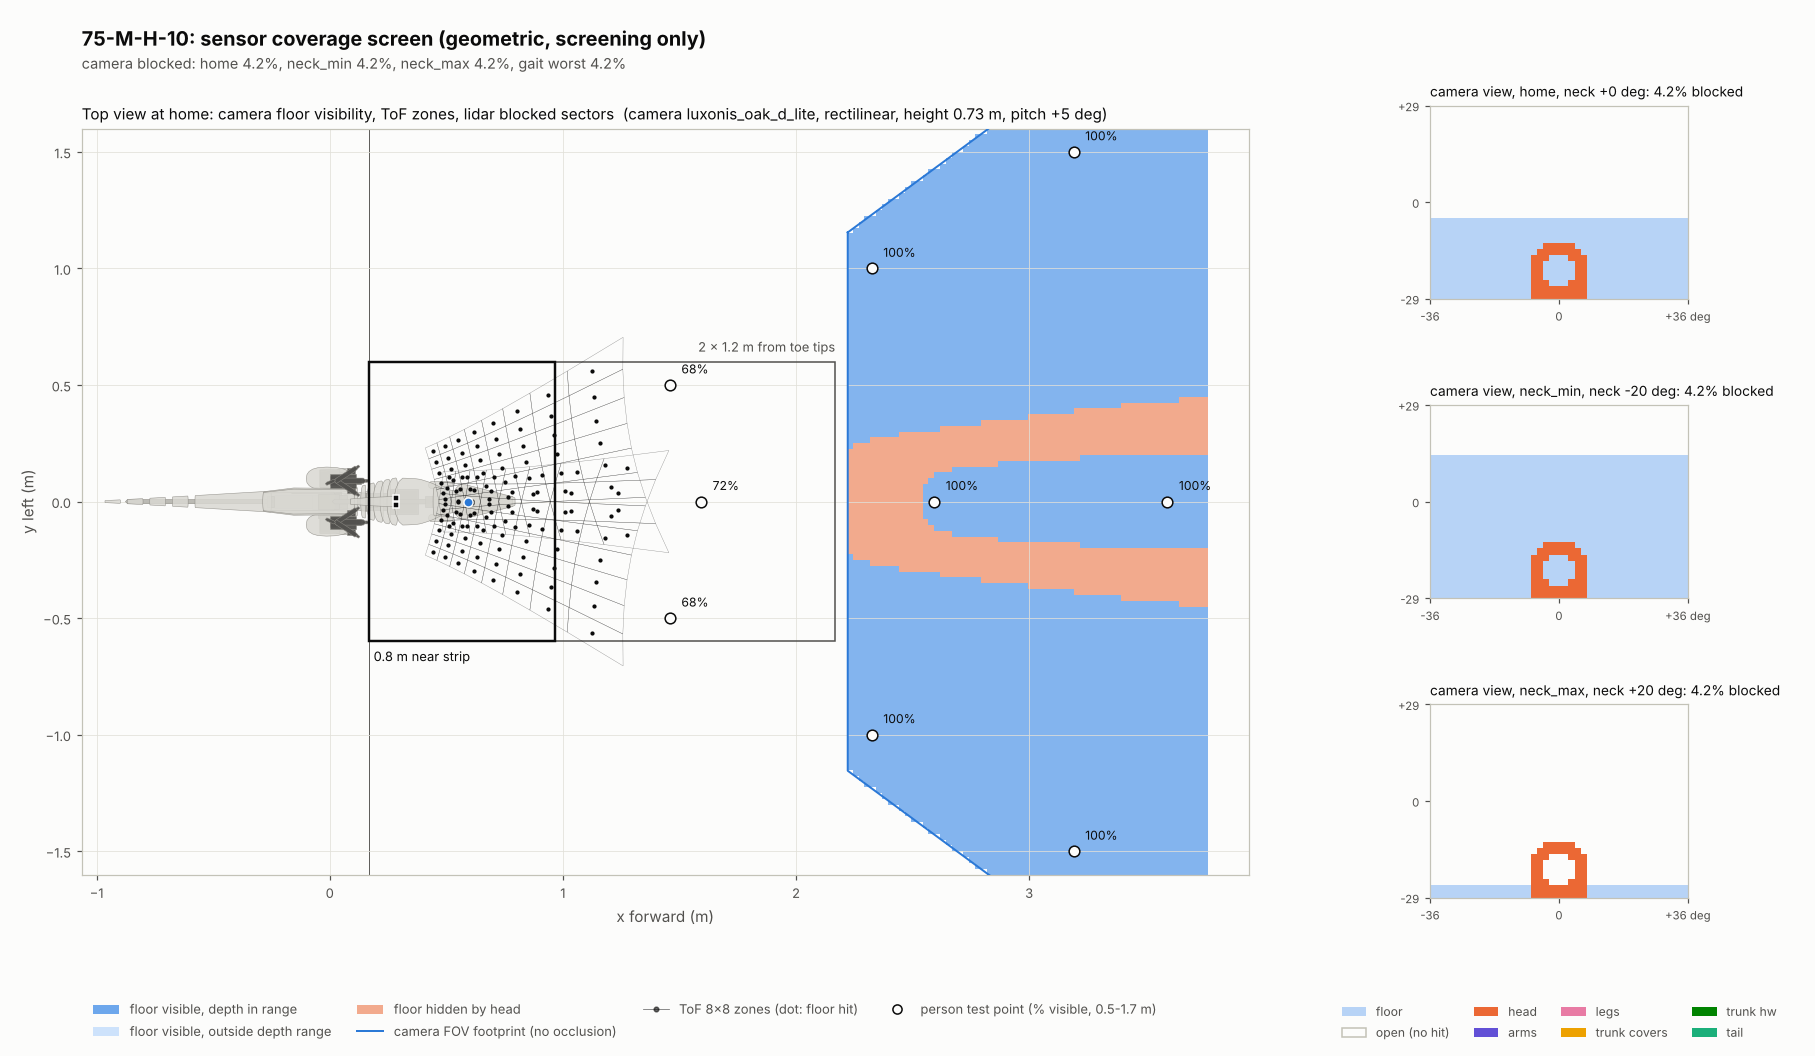 75-M-H-10: sensor coverage screen (geometric, screening only)
camera blocked: home 4.2%, neck_min 4.2%, neck_max 4.2%, gait worst 4.2%
Top view at home: camera floor visibility, ToF zones, lidar blocked sectors (camera luxonis_oak_d_lite, rectilinear, height 0.73 m, pitch +5 deg)
1.5
1.0
0.5
0.0
−0.5
−1.0
−1.5
y left (m)
−1
0
1
2
3
x forward (m)
100%
100%
2 × 1.2 m from toe tips
68%
72%
100%
100%
68%
0.8 m near strip
100%
100%
camera view, home, neck +0 deg: 4.2% blocked
+29
0
-29
-36
0
+36 deg
camera view, neck_min, neck -20 deg: 4.2% blocked
+29
0
-29
-36
0
+36 deg
camera view, neck_max, neck +20 deg: 4.2% blocked
+29
0
-29
-36
0
+36 deg
floor visible, depth in range
floor hidden by head
ToF 8×8 zones (dot: floor hit)
person test point (% visible, 0.5-1.7 m)
floor visible, outside depth range
camera FOV footprint (no occlusion)
floor
head
legs
trunk hw
open (no hit)
arms
trunk covers
tail